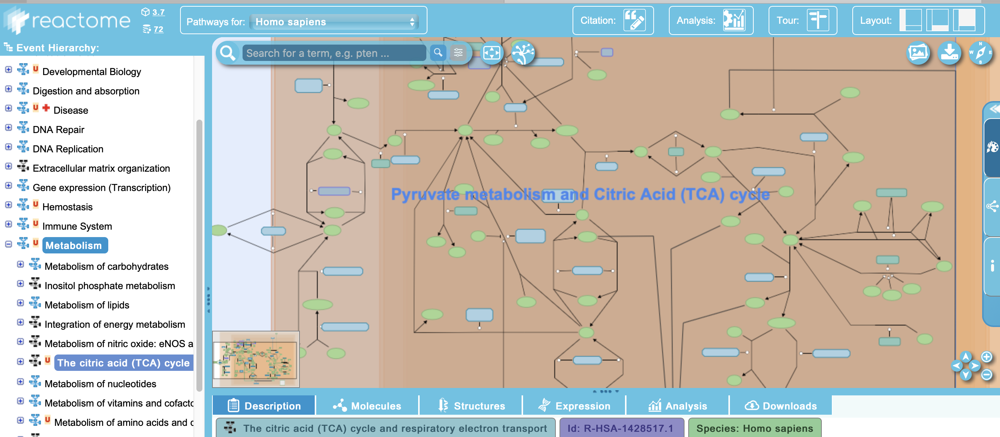 reactome
3.7
72
Pathways for: Homo sapiens
Citation:
Analysis:
Tour:
Layout:
Event Hierarchy:
U Developmental Biology
Digestion and absorption
U Disease
DNA Repair
DNA Replication
Extracellular matrix organization
Gene expression (Transcription)
U Hemostasis
U Immune System
U Metabolism
Metabolism of carbohydrates
Inositol phosphate metabolism
Metabolism of lipids
Integration of energy metabolism
Metabolism of nitric oxide: eNOS a
U The citric acid (TCA) cycle
Metabolism of nucleotides
Metabolism of vitamins and cofacto
U Metabolism of amino acids and
Search for a term, e.g. pten ...
N
W E
S
Pyruvate metabolism and Citric Acid (TCA) cycle
Description
Molecules
Structures
Expression
Analysis
Downloads
The citric acid (TCA) cycle and respiratory electron transport
Id: R-HSA-1428517.1
Species: Homo sapiens